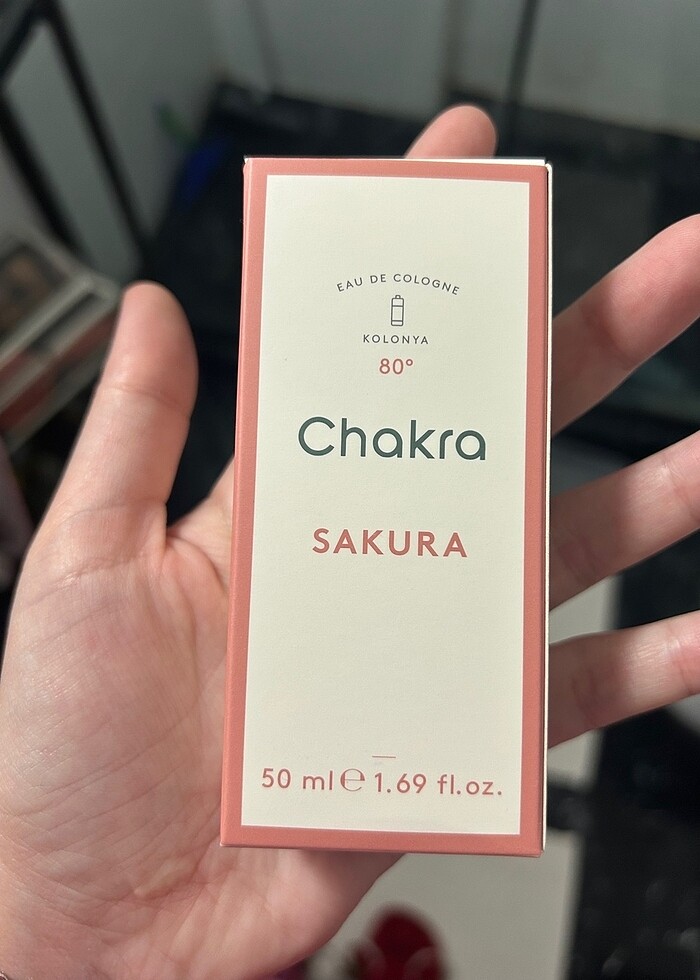 EAU DE COLOGNE
KOLONYA
80°
Chakra
SAKURA
50 ml ℮ 1.69 fl.oz.